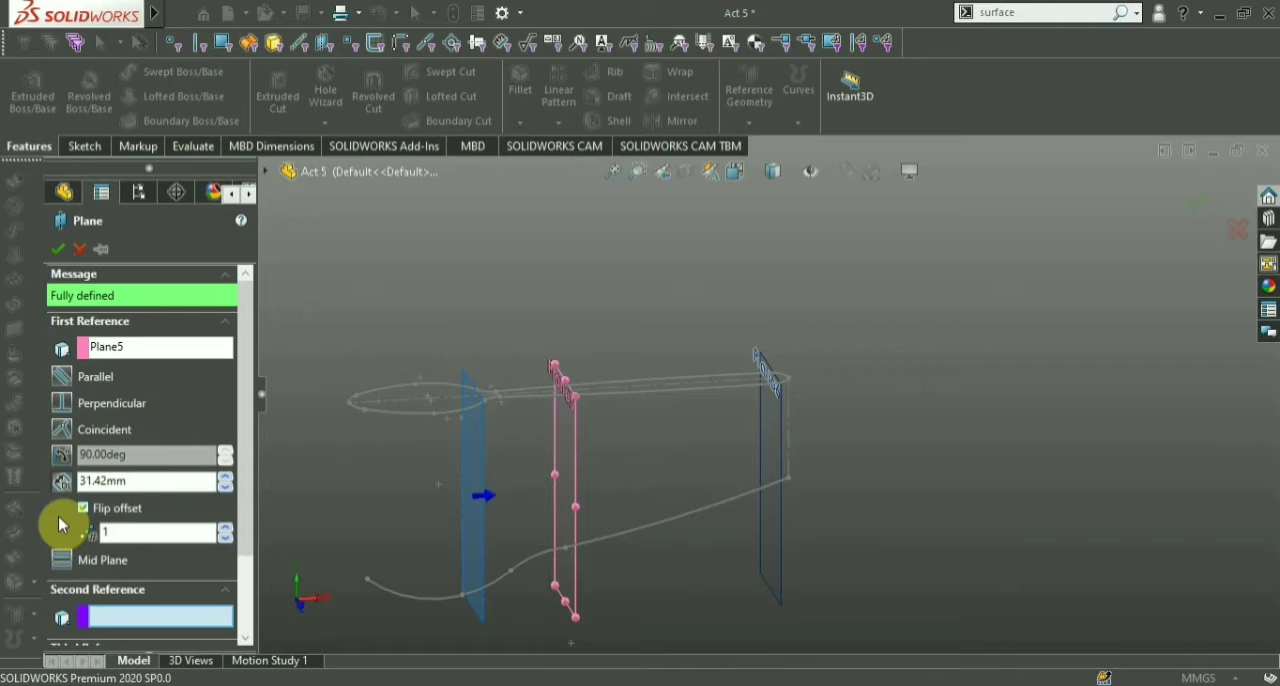 SOLIDWORKS
Act 5 *
surface
Extruded Boss/Base
Revolved Boss/Base
Swept Boss/Base
Lofted Boss/Base
Boundary Boss/Base
Extruded Cut
Hole Wizard
Revolved Cut
Swept Cut
Lofted Cut
Boundary Cut
Fillet
Linear Pattern
Rib
Draft
Shell
Wrap
Intersect
Mirror
Reference Geometry
Curves
Instant3D
Features
Sketch
Markup
Evaluate
MBD Dimensions
SOLIDWORKS Add-Ins
MBD
SOLIDWORKS CAM
SOLIDWORKS CAM TBM
Act 5 (Default<<Default>...
Plane
Message
Fully defined
First Reference
Plane5
Parallel
Perpendicular
Coincident
90.00deg
31.42mm
Flip offset
1
Mid Plane
Second Reference
Model
3D Views
Motion Study 1
SOLIDWORKS Premium 2020 SP0.0
MMGS